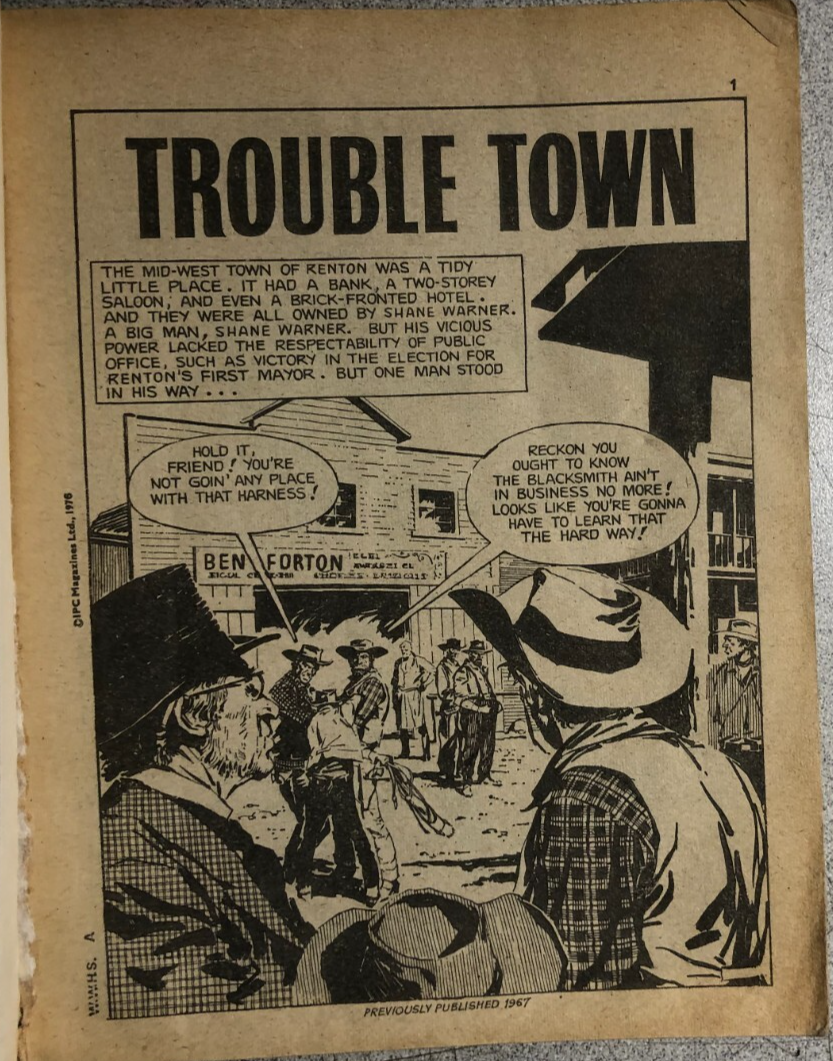 1
TROUBLE TOWN
THE MID-WEST TOWN OF RENTON WAS A TIDY
LITTLE PLACE. IT HAD A BANK, A TWO-STOREY
SALOON, AND EVEN A BRICK-FRONTED HOTEL.
AND THEY WERE ALL OWNED BY SHANE WARNER.
A BIG MAN, SHANE WARNER. BUT HIS VICIOUS
POWER LACKED THE RESPECTABILITY OF PUBLIC
OFFICE, SUCH AS VICTORY IN THE ELECTION FOR
RENTON'S FIRST MAYOR. BUT ONE MAN STOOD
IN HIS WAY...
HOLD IT,
FRIEND! YOU'RE
NOT GOIN' ANY PLACE
WITH THAT HARNESS!
RECKON YOU
OUGHT TO KNOW
THE BLACKSMITH AIN'T
IN BUSINESS NO MORE!
LOOKS LIKE YOU'RE GONNA
HAVE TO LEARN THAT
THE HARD WAY!
BEN FORTON
©IPC Magazines Ltd., 1976
W.W.H.S. A
PREVIOUSLY PUBLISHED 1967